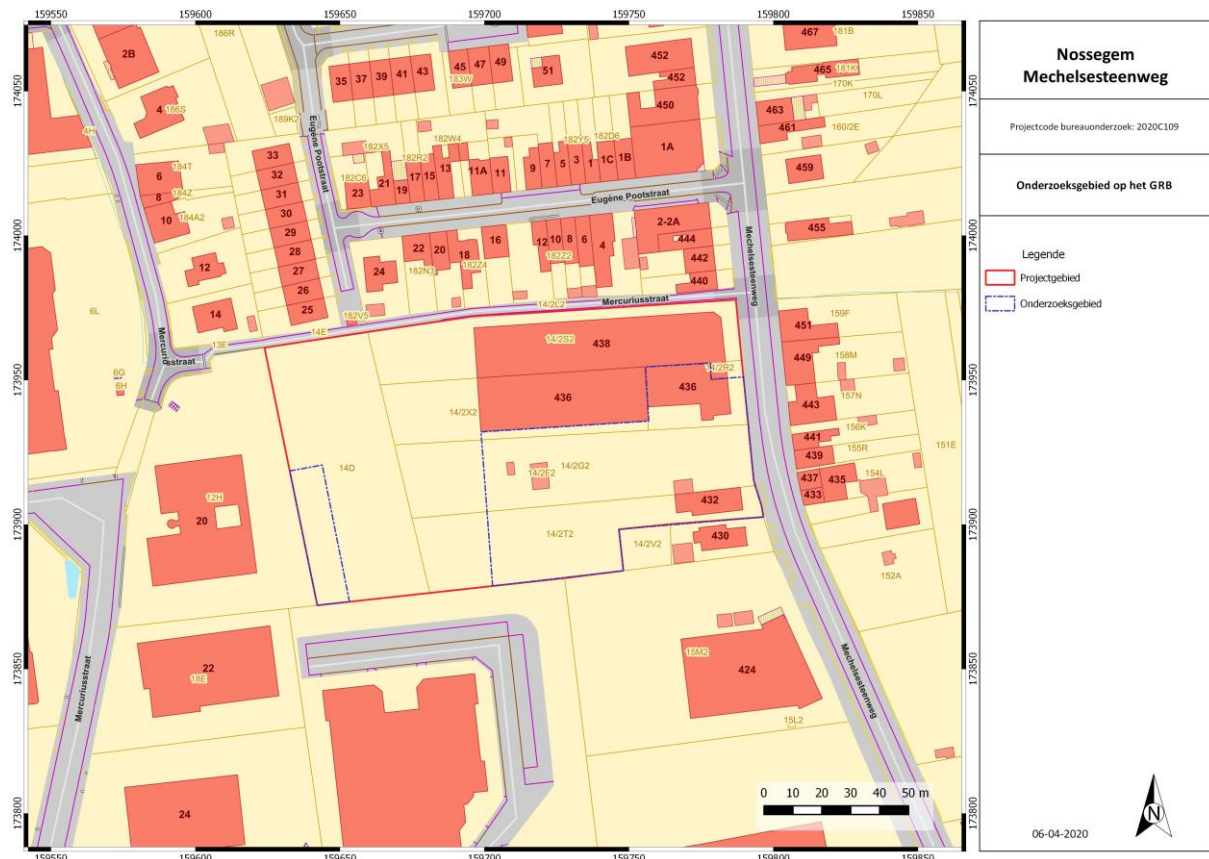 159550 159600 159650 159700 159750 159800 159850
174050
174000
173950
173900
173850
173800
Nossegem
Mechelsesteenweg
Projectcode bureauonderzoek: 2020C109
Onderzoeksgebied op het GRB
Legende
Projectgebied
Onderzoeksgebied
06-04-2020
N
0 10 20 30 40 50 m
186R
2B
4
186S
4H
189K2
35 37 39 41 43
45 47 49
183W
51
452
452
450
467
181B
465
181K
170K
170L
463
461
160/2E
459
455
Eugène Pootstraat
33
32
31
30
29
28
27
26
25
184T
6
184Z
8
10
184A2
12
14
6L
182X5
182R2
182W4
182Y5
182D6
182C6
23 21 19 17 15 13 11A 11 9 7 5 3 1 1C 1B 1A
Eugène Pootstraat
22 20 18 16 12 10 8 6 4
24
182N3
182Z4
182Z2
2-2A
444
442
440
Mechelsesteenweg
182V5
14/2L2
Mercuriusstraat
14E
13E
Mercuriusstraat
6G
6H
14/2S2
438
14/2R2
436
436
14/2X2
14D
14/2F2
14/2G2
432
14/2T2
14/2V2
430
451
159F
449
158M
443
157N
441
156K
439
155R
437
435
433
154L
151E
152A
12H
20
22
18E
Mercuriusstraat
24
15M2
424
15L2
Mechelsesteenweg
159550 159600 159650 159700 159750 159800 159850